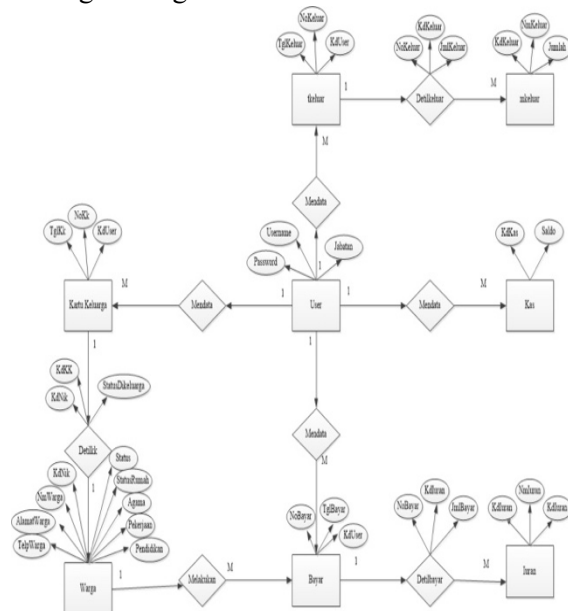 NoKeluar
TglKeluar
KdUser
KdKeluar
NoKeluar
JmlKeluar
NmKeluar
KdKeluar
Jumlah
tkeluar
1
Detilkeluar
M
mkeluar
M
Mendata
1
NoKk
TglKk
KdUser
Username
Password
Jabatan
KdKas
Saldo
Kartu Keluarga
M
Mendata
1
User
1
Mendata
M
Kas
1
1
KdKK
KdNik
StatusDikeluarga
Mendata
M
Detilkk
1
KdNik
NmWarga
AlamatWarga
TelpWarga
Status
StatusRumah
Agama
Pekerjaan
Pendidikan
NoBayar
TglBayar
KdUser
NoBayar
KdIuran
JmlBayar
KdIuran
NmIuran
KdIuran
Warga
1
Melakukan
M
Bayar
1
Detilbayar
M
Iuran